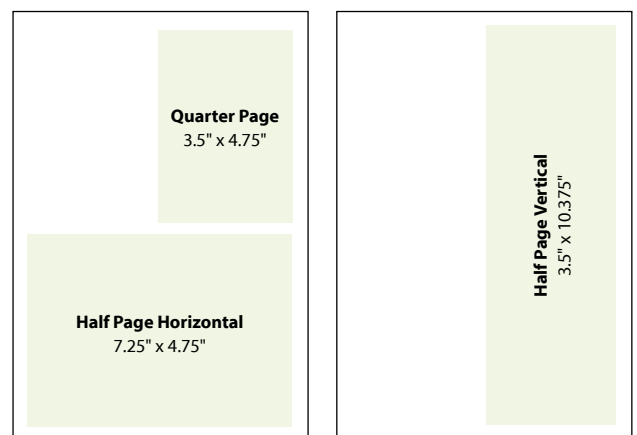 Quarter Page
3.5" x 4.75"
Half Page Horizontal
7.25" x 4.75"
Half Page Vertical
3.5" x 10.375"